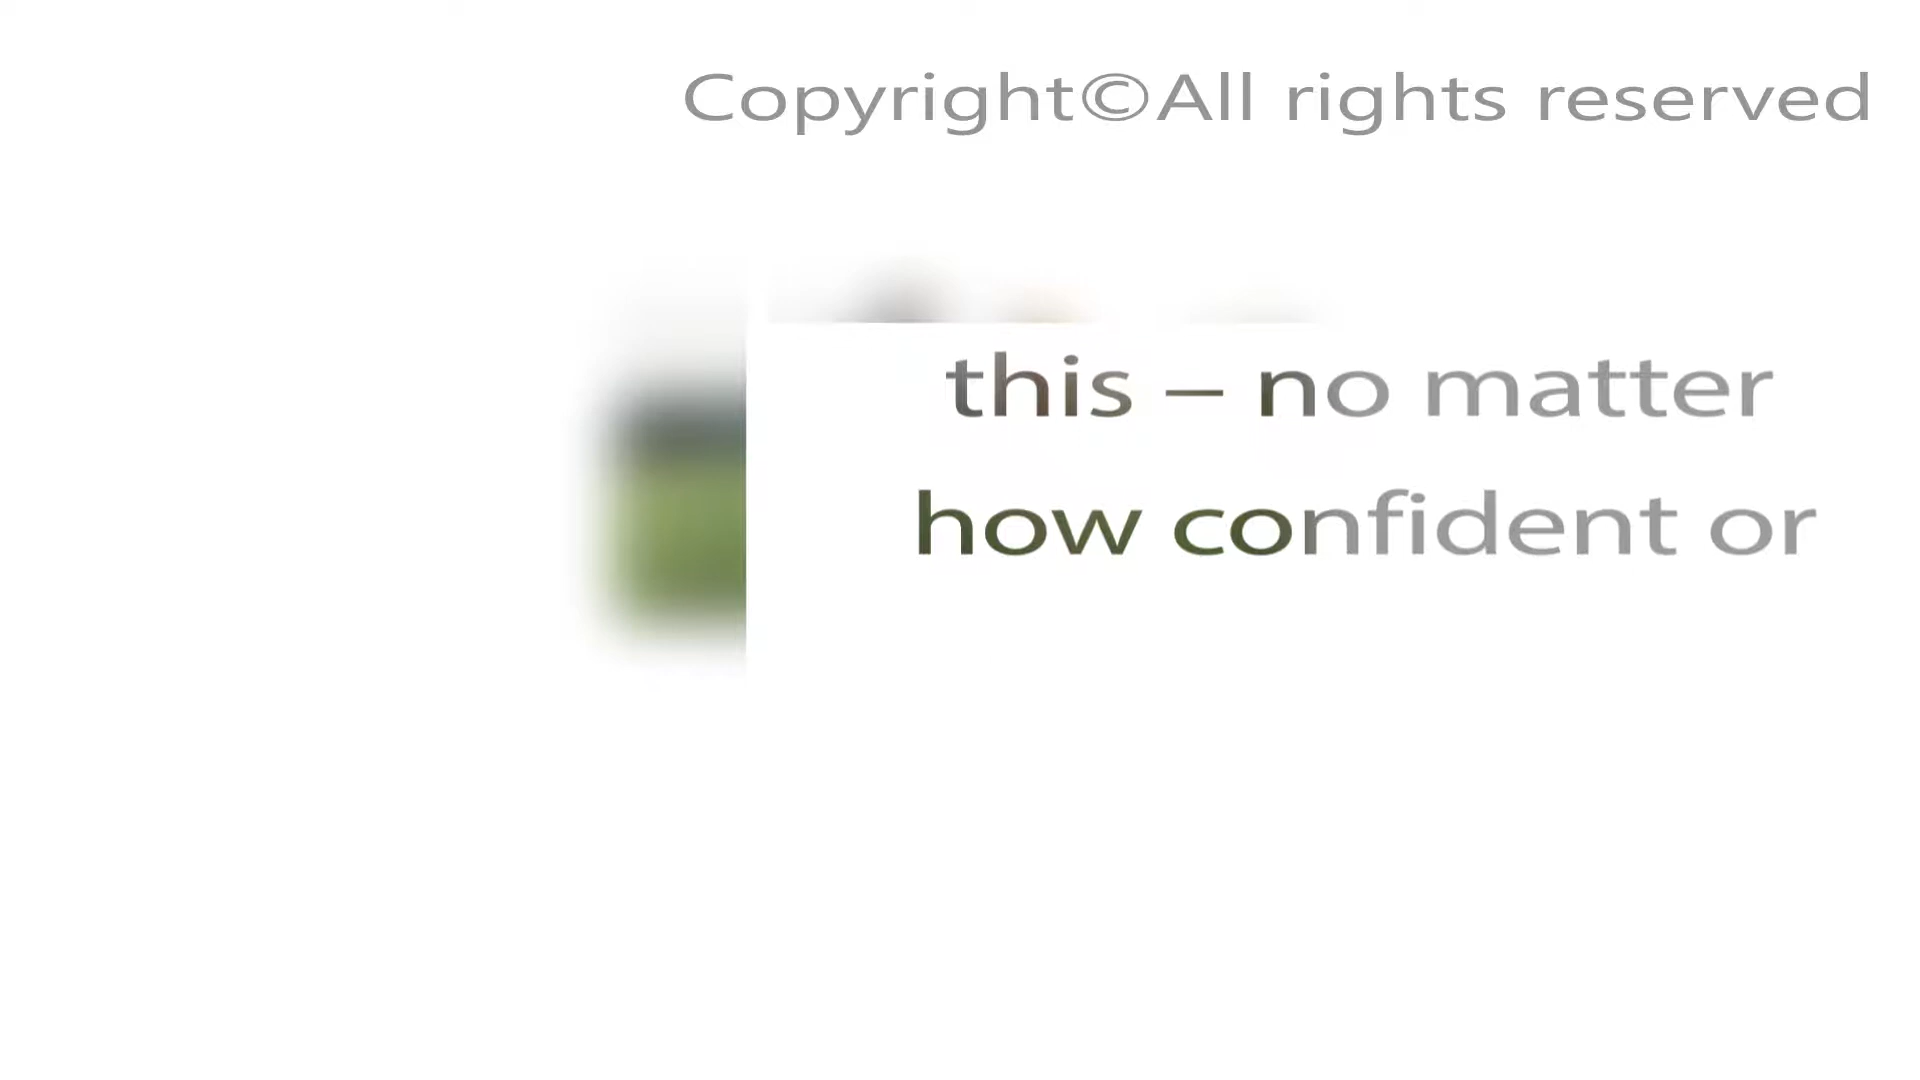 Copyright©All rights reserved
this – no matter
how confident or